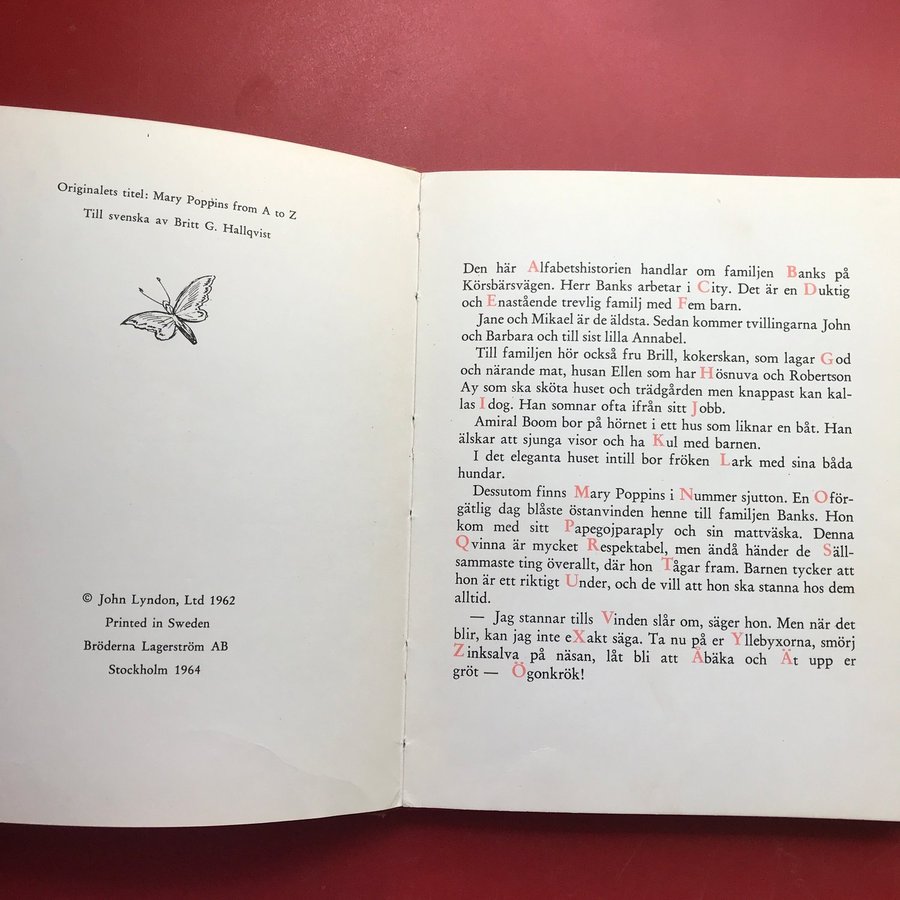 Originalets titel: Mary Poppins from A to Z
Till svenska av Britt G. Hallqvist
© John Lyndon, Ltd 1962
Printed in Sweden
Bröderna Lagerström AB
Stockholm 1964
Den här Alfabetshistorien handlar om familjen Banks på
Körsbärsvägen. Herr Banks arbetar i City. Det är en Duktig
och Enastående trevlig familj med Fem barn.
Jane och Mikael är de äldsta. Sedan kommer tvillingarna John
och Barbara och till sist lilla Annabel.
Till familjen hör också fru Brill, kokerskan, som lagar God
och närande mat, husan Ellen som har Hösnuva och Robertson
Ay som ska sköta huset och trädgården men knappast kan kal-
las Idog. Han somnar ofta ifrån sitt Jobb.
Amiral Boom bor på hörnet i ett hus som liknar en båt. Han
älskar att sjunga visor och ha Kul med barnen.
I det eleganta huset intill bor fröken Lark med sina båda
hundar.
Dessutom finns Mary Poppins i Nummer sjutton. En Oför-
gätlig dag blåste östanvinden henne till familjen Banks. Hon
kom med sitt Papegojparaply och sin mattväska. Denna
Qvinna är mycket Respektabel, men ändå händer de Säll-
sammaste ting överallt, där hon Tågar fram. Barnen tycker att
hon är ett riktigt Under, och de vill att hon ska stanna hos dem
alltid.
— Jag stannar tills Vinden slår om, säger hon. Men när det
blir, kan jag inte eXakt säga. Ta nu på er Yllebyxorna, smörj
Zinksalva på näsan, låt bli att Åbäka och Ät upp er
gröt — Ögonkrök!